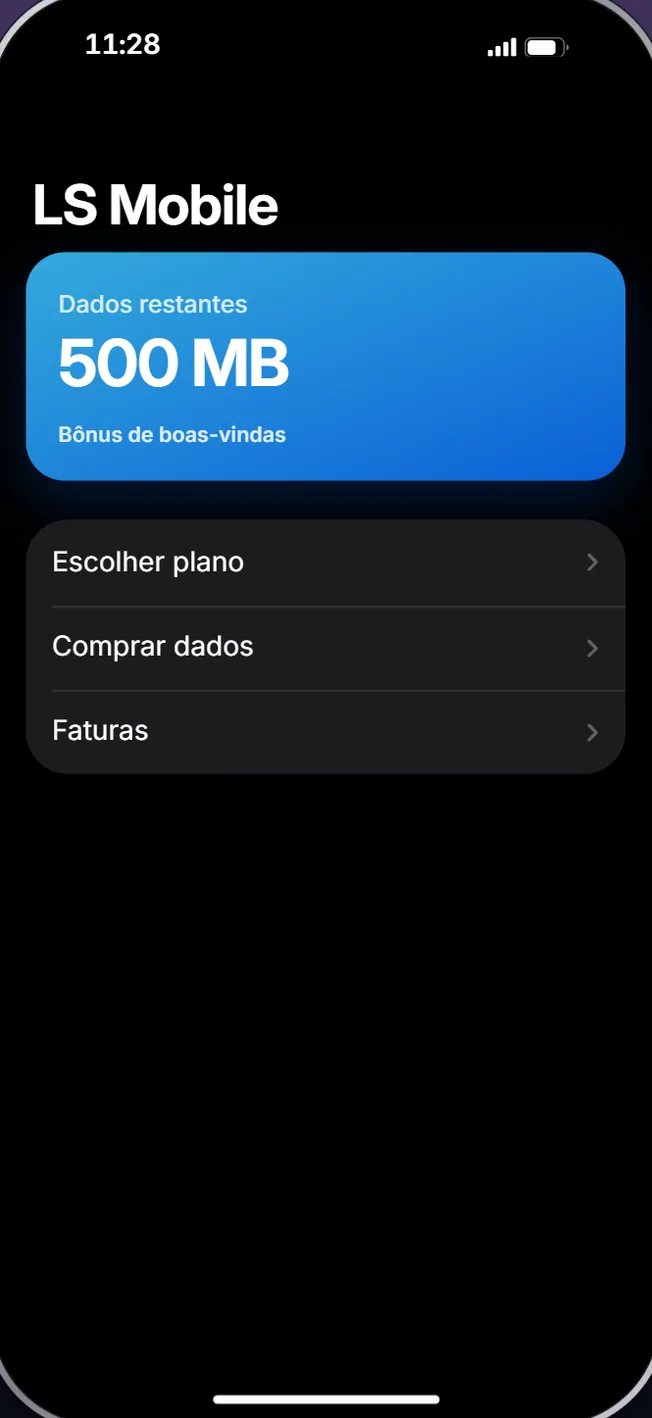 11:28
LS Mobile
Dados restantes
500 MB
Bônus de boas-vindas
Escolher plano
Comprar dados
Faturas